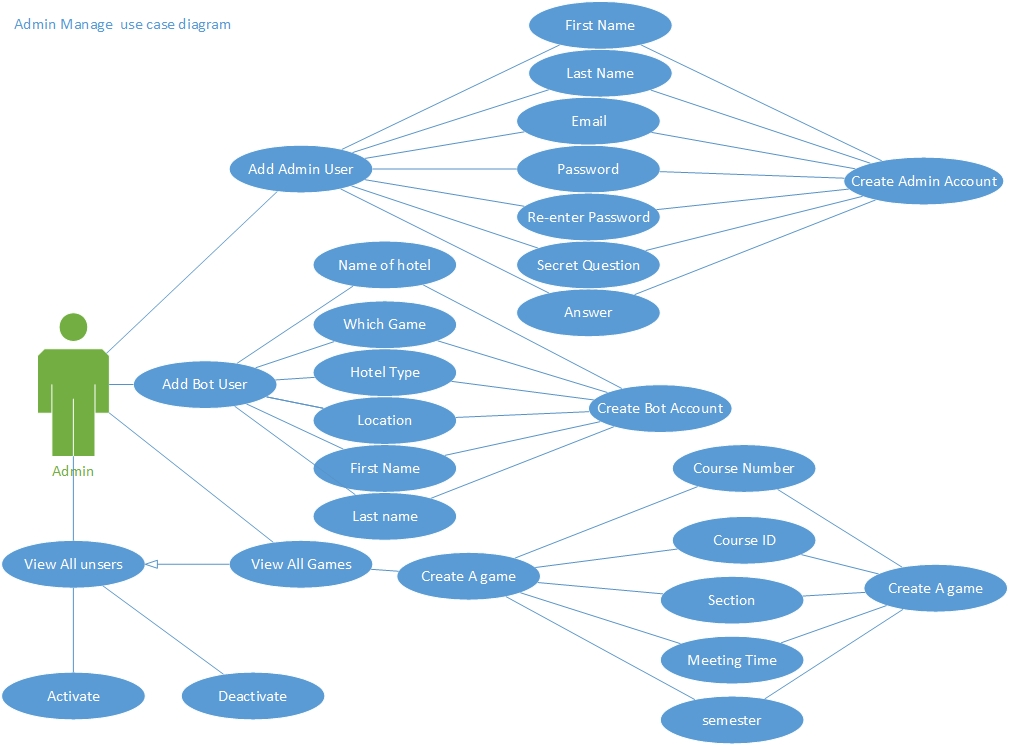 Admin Manage  use case diagram
First Name
Last Name
Email
Add Admin User
Password
Create Admin Account
Re-enter Password
Name of hotel
Secret Question
Answer
Which Game
Hotel Type
Add Bot User
Create Bot Account
Location
First Name
Last name
Admin
Course Number
Course ID
View All unsers
View All Games
Create A game
Create A game
Section
Meeting Time
Activate
Deactivate
semester